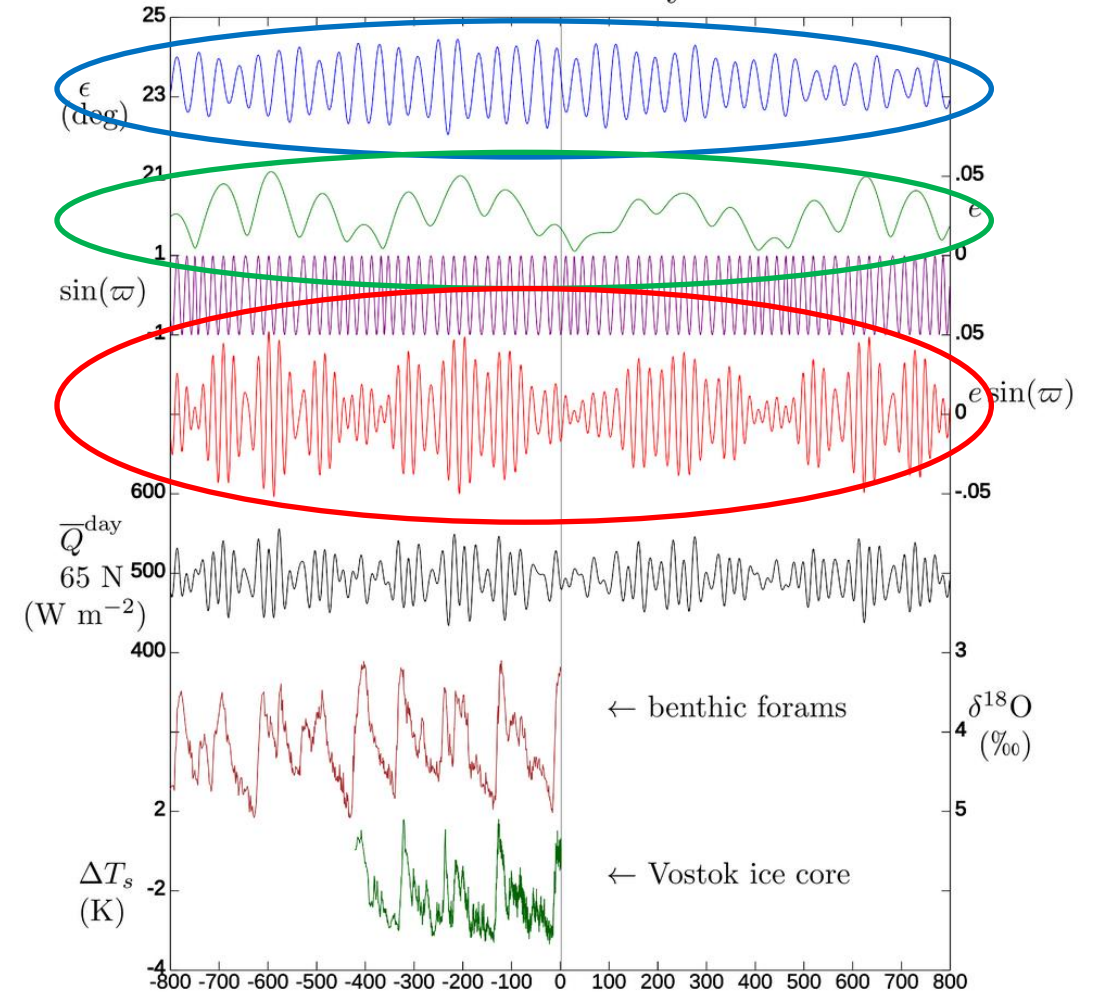 25
ϵ
(deg)
23
21
.05
e
1
0
sin(ϖ)
-1
.05
0
e sin(ϖ)
600
-.05
Q̅ᵈᵃʸ
65 N
500
(W m⁻²)
400
3
← benthic forams
δ¹⁸O
4
(‰)
2
5
ΔTₛ
← Vostok ice core
-2
(K)
-4
-800 -700 -600 -500 -400 -300 -200 -100 0 100 200 300 400 500 600 700 800